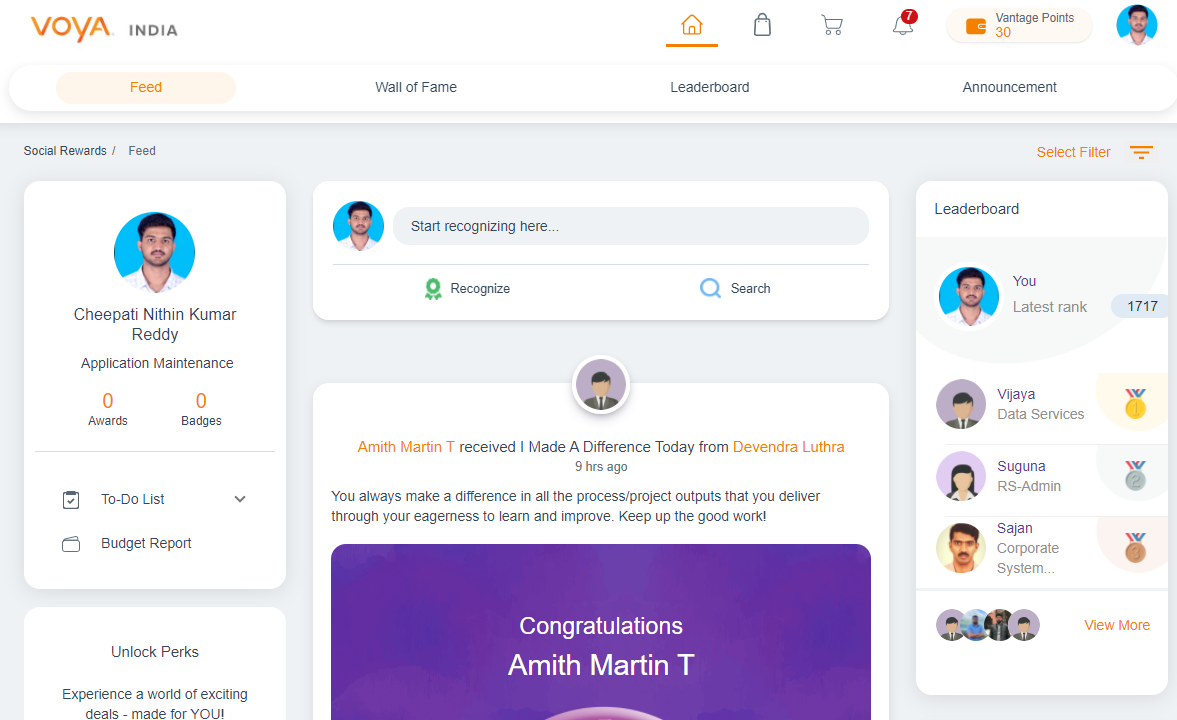 VOYA INDIA
7
Vantage Points
30
Feed
Wall of Fame
Leaderboard
Announcement
Social Rewards / Feed
Select Filter
Cheepati Nithin Kumar
Reddy
Application Maintenance
0
Awards
0
Badges
To-Do List
Budget Report
Unlock Perks
Experience a world of exciting
deals - made for YOU!
Start recognizing here...
Recognize
Search
Amith Martin T received I Made A Difference Today from Devendra Luthra
9 hrs ago
You always make a difference in all the process/project outputs that you deliver
through your eagerness to learn and improve. Keep up the good work!
Congratulations
Amith Martin T
Leaderboard
You
Latest rank
1717
Vijaya
Data Services
1
Suguna
RS-Admin
2
Sajan
Corporate
System...
3
View More